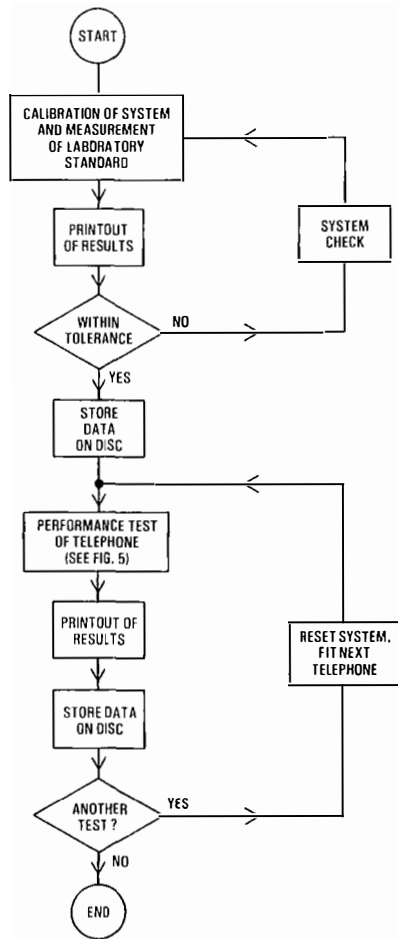 START
CALIBRATION OF SYSTEM
AND MEASUREMENT
OF LABORATORY
STANDARD
PRINTOUT
OF RESULTS
SYSTEM
CHECK
WITHIN
TOLERANCE
NO
YES
STORE
DATA
ON DISC
PERFORMANCE TEST
OF TELEPHONE
(SEE FIG. 5)
PRINTOUT OF
RESULTS
RESET SYSTEM,
FIT NEXT
TELEPHONE
STORE DATA
ON DISC
ANOTHER
TEST?
YES
NO
END